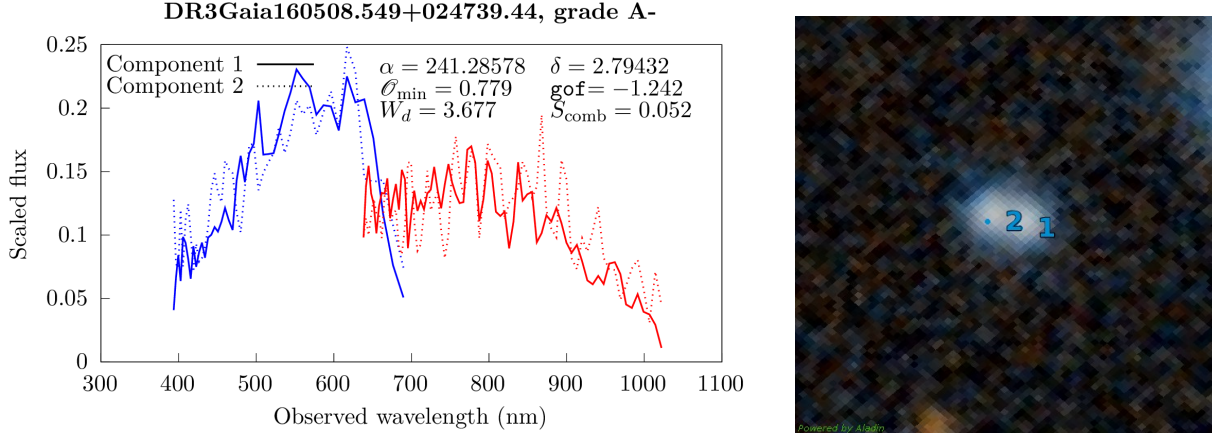 DR3Gaia160508.549+024739.44, grade A-
Component 1
Component 2
α = 241.28578 δ = 2.79432
𝒪min = 0.779 gof= −1.242
Wd = 3.677 Scomb = 0.052
Scaled flux
0.25
0.2
0.15
0.1
0.05
0
300 400 500 600 700 800 900 1000 1100
Observed wavelength (nm)
2 1
Powered by Aladin